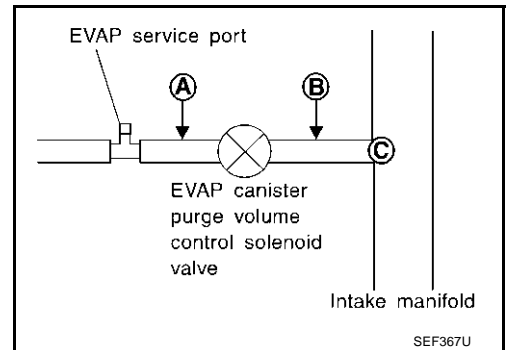 EVAP service port
A
B
C
EVAP canister
purge volume
control solenoid
valve
Intake manifold
SEF367U